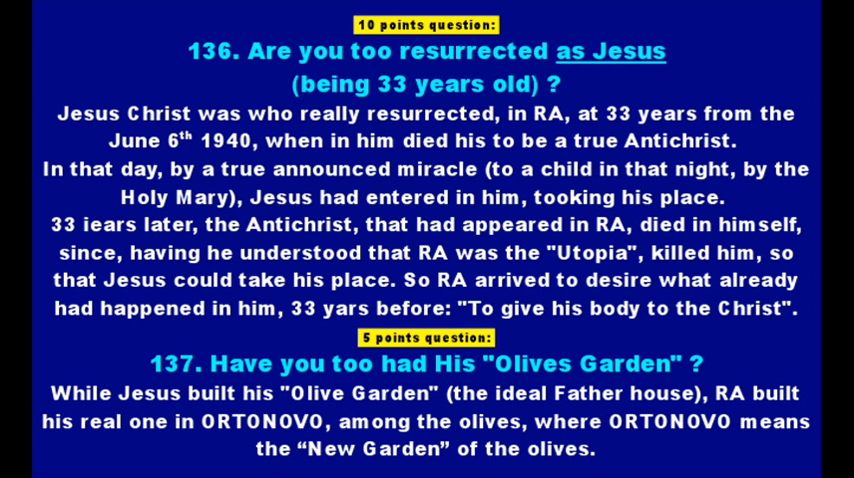 10 points question:
136. Are you too resurrected as Jesus
(being 33 years old) ?
Jesus Christ was who really resurrected, in RA, at 33 years from the
June 6th 1940, when in him died his to be a true Antichrist.
In that day, by a true announced miracle (to a child in that night, by the
Holy Mary), Jesus had entered in him, tooking his place.
33 iears later, the Antichrist, that had appeared in RA, died in himself,
since, having he understood that RA was the "Utopia", killed him, so
that Jesus could take his place. So RA arrived to desire what already
had happened in him, 33 yars before: "To give his body to the Christ".
5 points question:
137. Have you too had His "Olives Garden" ?
While Jesus built his "Olive Garden" (the ideal Father house), RA built
his real one in ORTONOVO, among the olives, where ORTONOVO means
the “New Garden” of the olives.